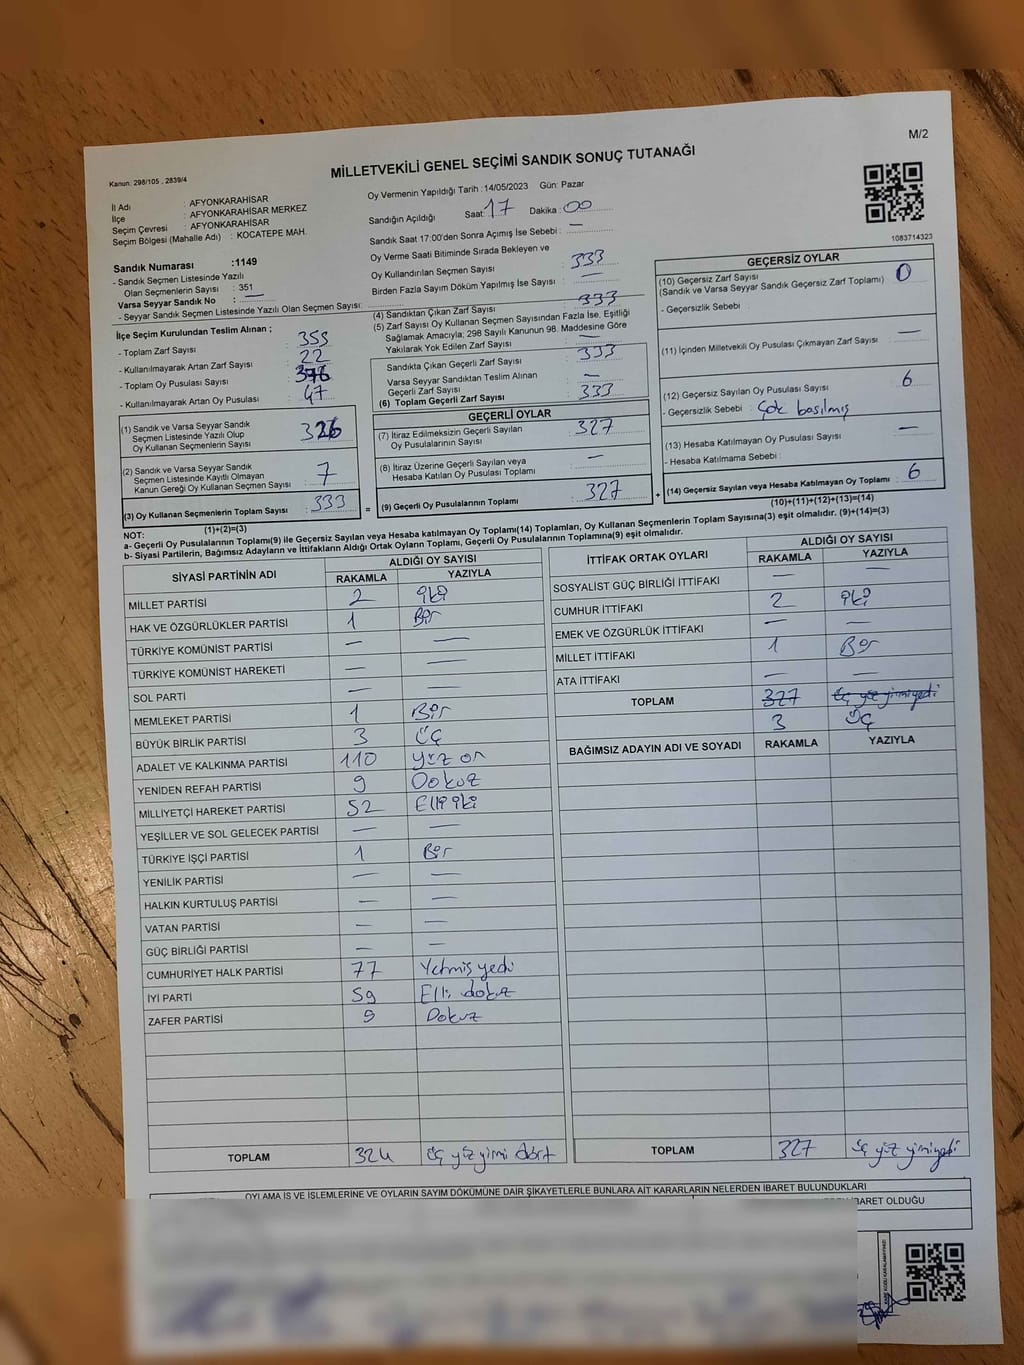 M/2
Kanun: 298/105 , 2839/4
MİLLETVEKİLİ GENEL SEÇİMİ SANDIK SONUÇ TUTANAĞI
İl Adı : AFYONKARAHİSAR
İlçe : AFYONKARAHİSAR MERKEZ
Seçim Çevresi : AFYONKARAHİSAR
Seçim Bölgesi (Mahalle Adı) : KOCATEPE MAH.
Sandık Numarası :1149
- Sandık Seçmen Listesinde Yazılı
Olan Seçmenlerin Sayısı : 351
Varsa Seyyar Sandık No : —
- Seyyar Sandık Seçmen Listesinde Yazılı Olan Seçmen Sayısı:
Oy Vermenin Yapıldığı Tarih :14/05/2023 Gün: Pazar
Sandığın Açıldığı Saat: 17 Dakika : 00
Sandık Saat 17:00'den Sonra Açımış İse Sebebi : —
Oy Verme Saati Bitiminde Sırada Bekleyen ve
Oy Kullandırılan Seçmen Sayısı : 333
Birden Fazla Sayım Döküm Yapılmış İse Sayısı : —
1083714323
İlçe Seçim Kurulundan Teslim Alınan ;
- Toplam Zarf Sayısı : 353
- Kullanılmayarak Artan Zarf Sayısı : 22
- Toplam Oy Pusulası Sayısı : 376
- Kullanılmayarak Artan Oy Pusulası : 47
(1) Sandık ve Varsa Seyyar Sandık
Seçmen Listesinde Yazılı Olup
Oy Kullanan Seçmenlerin Sayısı : 326
(2) Sandık ve Varsa Seyyar Sandık
Seçmen Listesinde Kayıtlı Olmayan
Kanun Gereği Oy Kullanan Seçmen Sayısı : 7
(3) Oy Kullanan Seçmenlerin Toplam Sayısı : 333
(1)+(2)=(3)
(4) Sandıktan Çıkan Zarf Sayısı : 333
(5) Zarf Sayısı Oy Kullanan Seçmen Sayısından Fazla İse, Eşitliği
Sağlamak Amacıyla; 298 Sayılı Kanunun 98. Maddesine Göre
Yakılarak Yok Edilen Zarf Sayısı :
Sandıkta Çıkan Geçerli Zarf Sayısı : 333
Varsa Seyyar Sandıktan Teslim Alınan
Geçerli Zarf Sayısı : —
(6) Toplam Geçerli Zarf Sayısı : 333
GEÇERLİ OYLAR
(7) İtiraz Edilmeksizin Geçerli Sayılan
Oy Pusulalarının Sayısı : 327
(8) İtiraz Üzerine Geçerli Sayılan veya
Hesaba Katılan Oy Pusulası Toplamı : —
= (9) Geçerli Oy Pusulalarının Toplamı : 327 +
GEÇERSİZ OYLAR
(10) Geçersiz Zarf Sayısı : 0
(Sandık ve Varsa Seyyar Sandık Geçersiz Zarf Toplamı)
- Geçersizlik Sebebi :
(11) İçinden Milletvekili Oy Pusulası Çıkmayan Zarf Sayısı : —
(12) Geçersiz Sayılan Oy Pusulası Sayısı : 6
- Geçersizlik Sebebi : Çok basılmış
(13) Hesaba Katılmayan Oy Pusulası Sayısı : —
- Hesaba Katılmama Sebebi :
(14) Geçersiz Sayılan veya Hesaba Katılmayan Oy Toplamı : 6
(10)+(11)+(12)+(13)=(14)
NOT:
a- Geçerli Oy Pusulalarının Toplamı(9) ile Geçersiz Sayılan veya Hesaba katılmayan Oy Toplamı(14) Toplamları, Oy Kullanan Seçmenlerin Toplam Sayısına(3) eşit olmalıdır. (9)+(14)=(3)
b- Siyasi Partilerin, Bağımsız Adayların ve İttifakların Aldığı Ortak Oyların Toplamı, Geçerli Oy Pusulalarının Toplamına(9) eşit olmalıdır.
SİYASİ PARTİNİN ADI ALDIĞI OY SAYISI
RAKAMLA YAZIYLA
MİLLET PARTİSİ 2 iki
HAK VE ÖZGÜRLÜKLER PARTİSİ 1 Bir
TÜRKİYE KOMÜNİST PARTİSİ — —
TÜRKİYE KOMÜNİST HAREKETİ — —
SOL PARTİ — —
MEMLEKET PARTİSİ 1 Bir
BÜYÜK BİRLİK PARTİSİ 3 Üç
ADALET VE KALKINMA PARTİSİ 110 yüz on
YENİDEN REFAH PARTİSİ 9 Dokuz
MİLLİYETÇİ HAREKET PARTİSİ 52 Elli iki
YEŞİLLER VE SOL GELECEK PARTİSİ — —
TÜRKİYE İŞÇİ PARTİSİ 1 Bir
YENİLİK PARTİSİ — —
HALKIN KURTULUŞ PARTİSİ — —
VATAN PARTİSİ — —
GÜÇ BİRLİĞİ PARTİSİ — —
CUMHURİYET HALK PARTİSİ 77 Yetmiş yedi
İYİ PARTİ 59 Elli dokuz
ZAFER PARTİSİ 9 Dokuz
TOPLAM 324 üç yüz yirmi dört
İTTİFAK ORTAK OYLARI ALDIĞI OY SAYISI
RAKAMLA YAZIYLA
SOSYALİST GÜÇ BİRLİĞİ İTTİFAKI — —
CUMHUR İTTİFAKI 2 iki
EMEK VE ÖZGÜRLÜK İTTİFAKI — —
MİLLET İTTİFAKI 1 Bir
ATA İTTİFAKI — —
TOPLAM 327 üç yüz yirmi yedi
3 Üç
BAĞIMSIZ ADAYIN ADI VE SOYADI RAKAMLA YAZIYLA
TOPLAM 327 üç yüz yirmiyedi
OYLAMA İŞ VE İŞLEMLERİNE VE OYLARIN SAYIM DÖKÜMÜNE DAİR ŞİKAYETLERLE BUNLARA AİT KARARLARIN NELERDEN İBARET BULUNDUKLARI
İBARET OLDUĞU